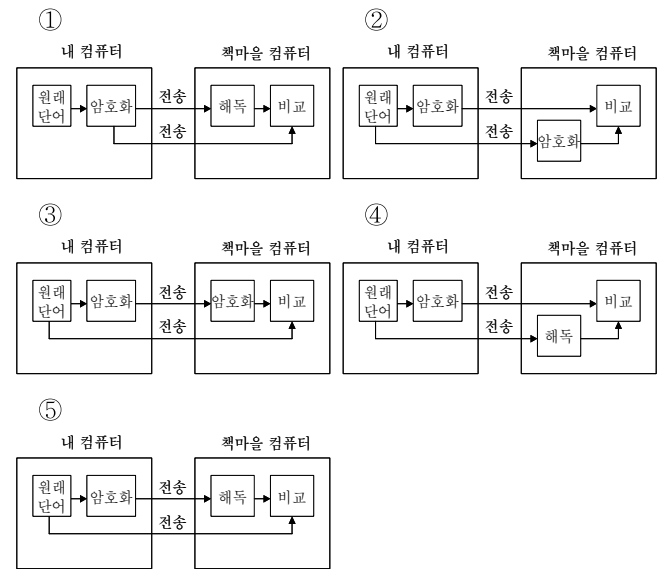 ① ②
내 컴퓨터 책마을 컴퓨터 내 컴퓨터 책마을 컴퓨터
원래 단어 암호화 전송 해독 비교 원래 단어 암호화 전송 비교
전송 전송 암호화
③ ④
내 컴퓨터 책마을 컴퓨터 내 컴퓨터 책마을 컴퓨터
원래 단어 암호화 전송 암호화 비교 원래 단어 암호화 전송 비교
전송 전송 해독
⑤
내 컴퓨터 책마을 컴퓨터
원래 단어 암호화 전송 해독 비교
전송